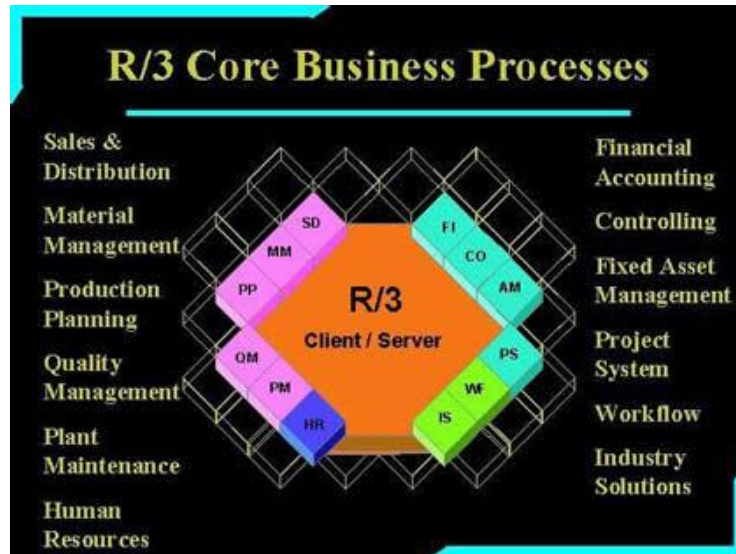 R/3 Core Business Processes
Sales &
Distribution
Material
Management
Production
Planning
Quality
Management
Plant
Maintenance
Human
Resources
SD
MM
PP
QM
PM
HR
R/3
Client / Server
FI
CO
AM
PS
WF
IS
Financial
Accounting
Controlling
Fixed Asset
Management
Project
System
Workflow
Industry
Solutions